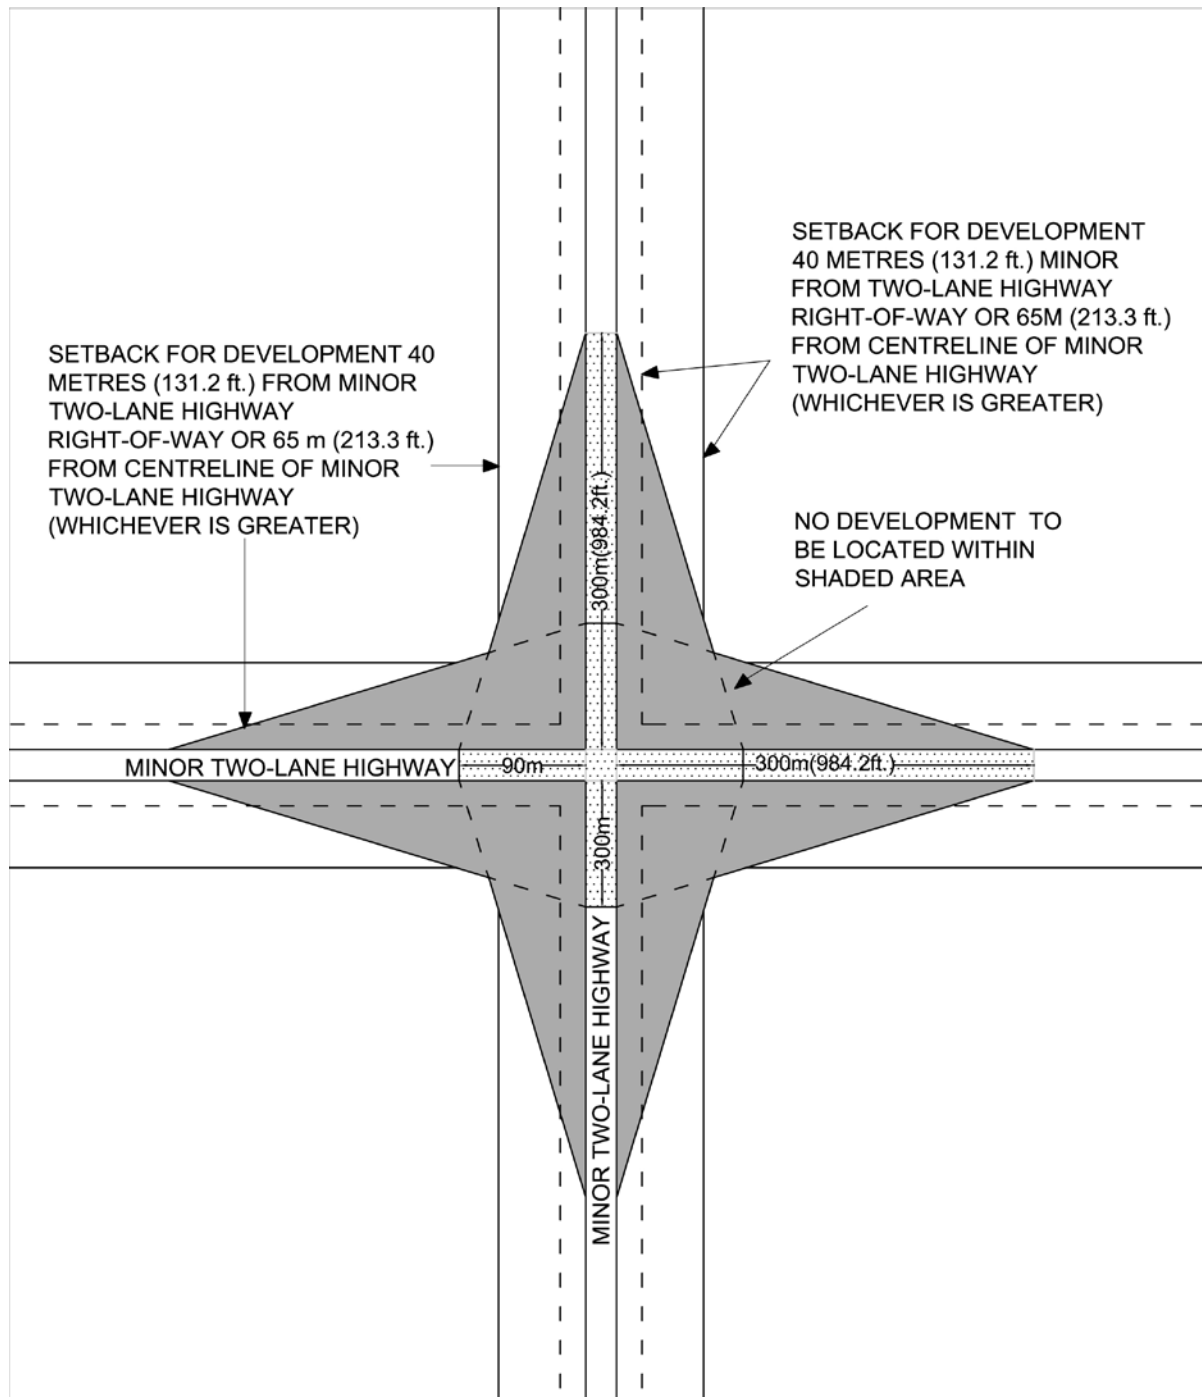 SETBACK FOR DEVELOPMENT
40 METRES (131.2 ft.) MINOR
FROM TWO-LANE HIGHWAY
RIGHT-OF-WAY OR 65M (213.3 ft.)
FROM CENTRELINE OF MINOR
TWO-LANE HIGHWAY
(WHICHEVER IS GREATER)
SETBACK FOR DEVELOPMENT 40
METRES (131.2 ft.) FROM MINOR
TWO-LANE HIGHWAY
RIGHT-OF-WAY OR 65 m (213.3 ft.)
FROM CENTRELINE OF MINOR
TWO-LANE HIGHWAY
(WHICHEVER IS GREATER)
300m(984.2ft.)
NO DEVELOPMENT TO
BE LOCATED WITHIN
SHADED AREA
MINOR TWO-LANE HIGHWAY
90m
300m(984.2ft.)
300m
MINOR TWO-LANE HIGHWAY